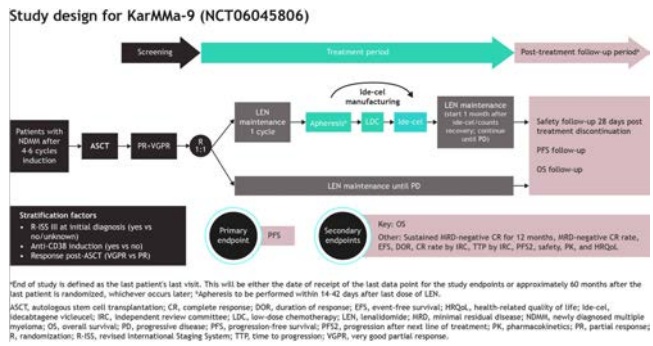 Study design for KarMMa-9 (NCT06045806)
Screening
Treatment period
Post-treatment follow-up periodª
Ide-cel
manufacturing
Patients with
NDMM after
4-6 cycles
induction
ASCT
PR+VGPR
R
1:1
LEN
maintenance
1 cycle
Apheresisᵇ
LDC
Ide-cel
LEN maintenance
(start 1 month after
ide-cel/counts
recovery; continue
until PD)
LEN maintenance until PD
Safety follow-up 28 days post
treatment discontinuation
PFS follow-up
OS follow-up
Stratification factors
• R-ISS III at initial diagnosis (yes vs
no/unknown)
• Anti-CD38 induction (yes vs no)
• Response post-ASCT (VGPR vs PR)
Primary
endpoint
PFS
Secondary
endpoints
Key: OS
Other: Sustained MRD-negative CR for 12 months, MRD-negative CR rate,
EFS, DOR, CR rate by IRC, TTP by IRC, PFS2, safety, PK, and HRQoL
ªEnd of study is defined as the last patient's last visit. This will be either the date of receipt of the last data point for the study endpoints or approximately 60 months after the
last patient is randomized, whichever occurs later; ᵇApheresis to be performed within 14-42 days after last dose of LEN.
ASCT, autologous stem cell transplantation; CR, complete response; DOR, duration of response; EFS, event-free survival; HRQoL, health-related quality of life; ide-cel,
idecabtagene vicleucel; IRC, independent review committee; LDC, low-dose chemotherapy; LEN, lenalidomide; MRD, minimal residual disease; NDMM, newly diagnosed multiple
myeloma; OS, overall survival; PD, progressive disease; PFS, progression-free survival; PFS2, progression after next line of treatment; PK, pharmacokinetics; PR, partial response;
R, randomization; R-ISS, revised International Staging System; TTP, time to progression; VGPR, very good partial response.